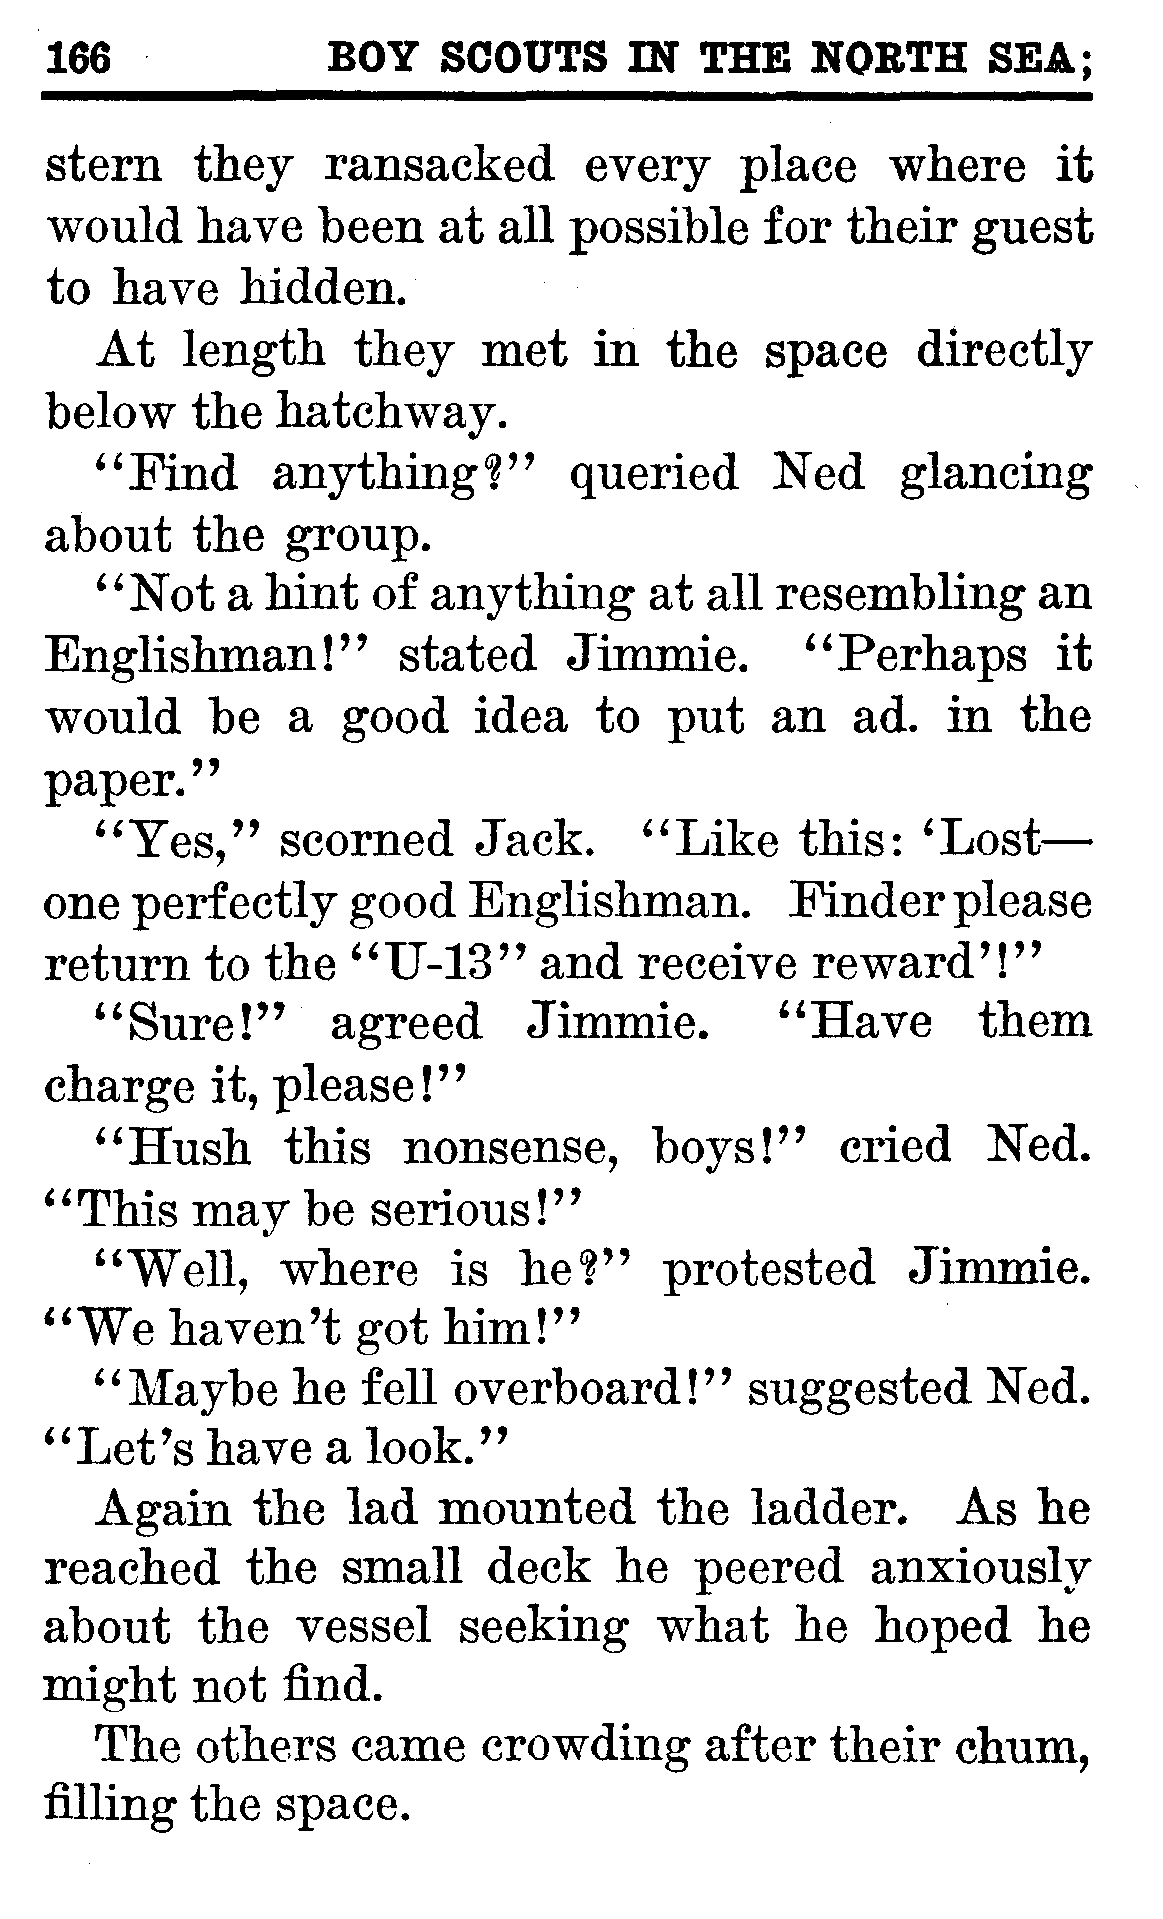 166 BOY SCOUTS IN THE NORTH SEA;
stern they ransacked every place where it
would have been at all possible for their guest
to have hidden.
At length they met in the space directly
below the hatchway.
“Find anything?” queried Ned glancing
about the group.
“Not a hint of anything at all resembling an
Englishman!” stated Jimmie. “Perhaps it
would be a good idea to put an ad. in the
paper.”
“Yes,” scorned Jack. “Like this: ‘Lost—
one perfectly good Englishman. Finder please
return to the “U-13” and receive reward’!”
“Sure!” agreed Jimmie. “Have them
charge it, please!”
“Hush this nonsense, boys!” cried Ned.
“This may be serious!”
“Well, where is he?” protested Jimmie.
“We haven’t got him!”
“Maybe he fell overboard!” suggested Ned.
“Let’s have a look.”
Again the lad mounted the ladder. As he
reached the small deck he peered anxiously
about the vessel seeking what he hoped he
might not find.
The others came crowding after their chum,
filling the space.